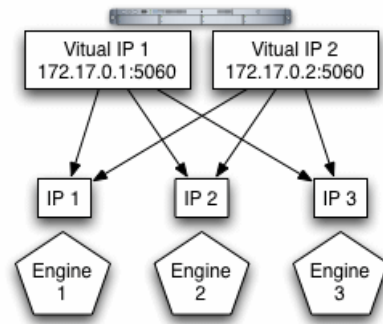 Vitual IP 1
172.17.0.1:5060
Vitual IP 2
172.17.0.2:5060
IP 1
IP 2
IP 3
Engine
1
Engine
2
Engine
3